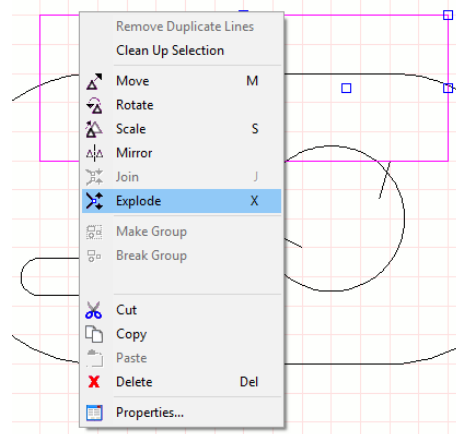 Remove Duplicate Lines
Clean Up Selection
Move M
Rotate
Scale S
Mirror
Join J
Explode X
Make Group
Break Group
Cut
Copy
Paste
Delete Del
Properties...